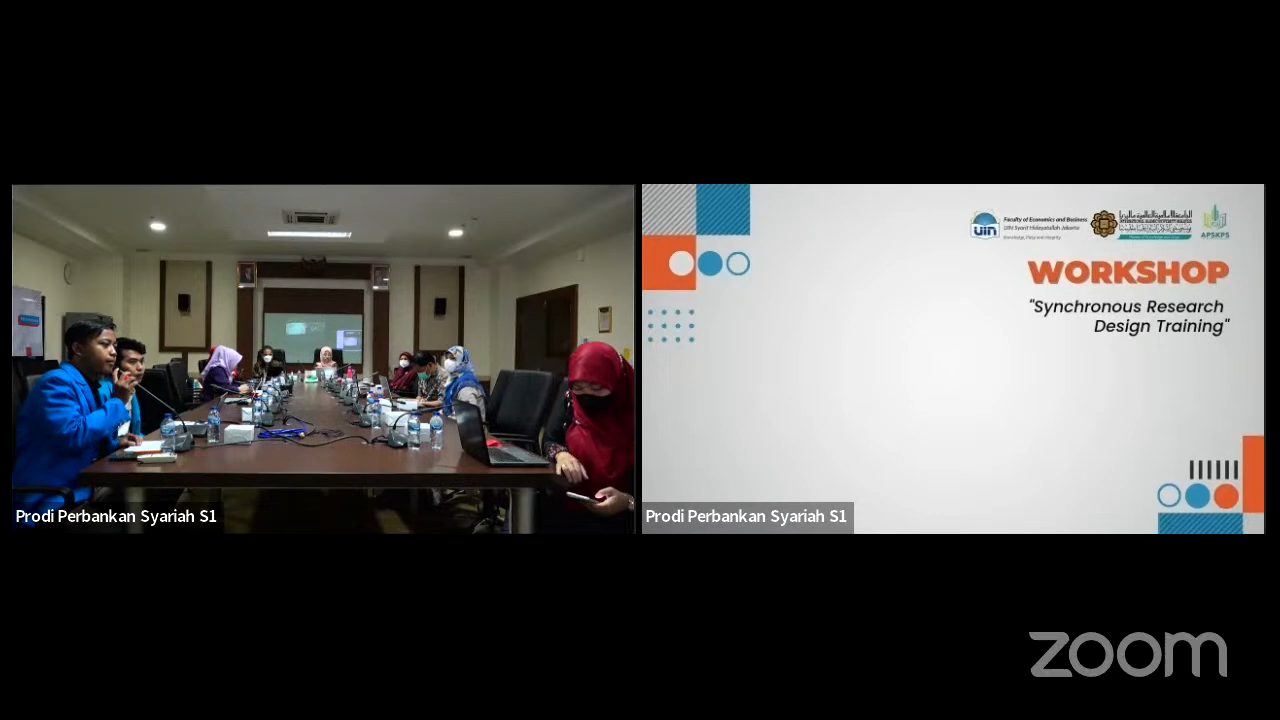 Prodi Perbankan Syariah S1
Faculty of Economics and Business
UIN Syarif Hidayatullah Jakarta
uin
APSKPS
WORKSHOP
"Synchronous Research
Design Training"
Prodi Perbankan Syariah S1
zoom